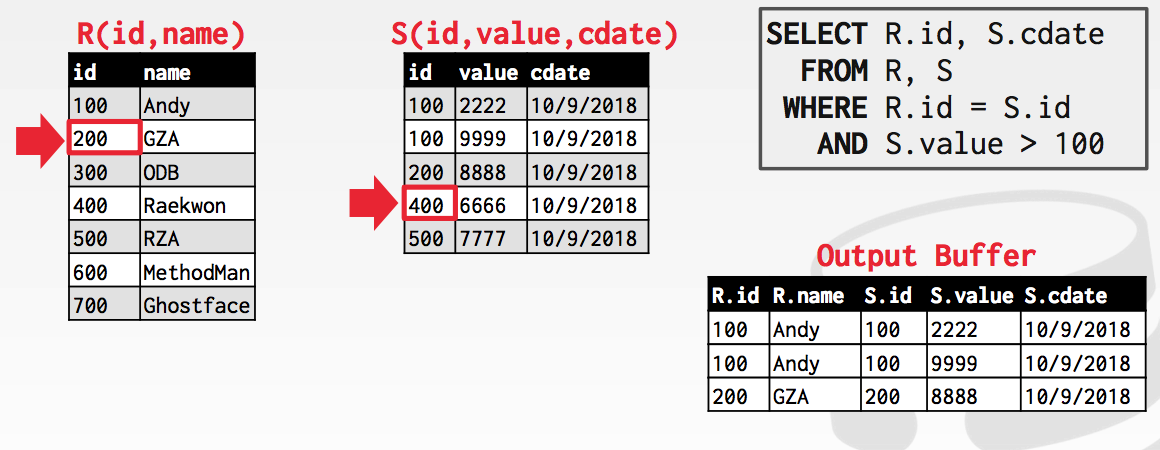 R(id,name)
id name
100 Andy
200 GZA
300 ODB
400 Raekwon
500 RZA
600 MethodMan
700 Ghostface
S(id,value,cdate)
id value cdate
100 2222 10/9/2018
100 9999 10/9/2018
200 8888 10/9/2018
400 6666 10/9/2018
500 7777 10/9/2018
SELECT R.id, S.cdate
FROM R, S
WHERE R.id = S.id
AND S.value > 100
Output Buffer
R.id R.name S.id S.value S.cdate
100 Andy 100 2222 10/9/2018
100 Andy 100 9999 10/9/2018
200 GZA 200 8888 10/9/2018